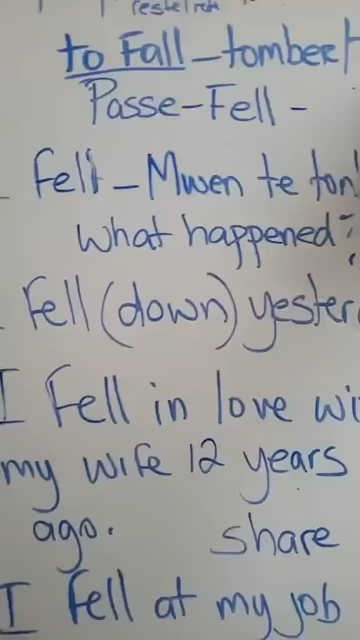 to Fall - tomber
Passe - Fell -
Fell - Mwen te ton
What happened?
Fell (down) yester
I Fell in love wi
my wife 12 years
ago. share
I Fell at my job